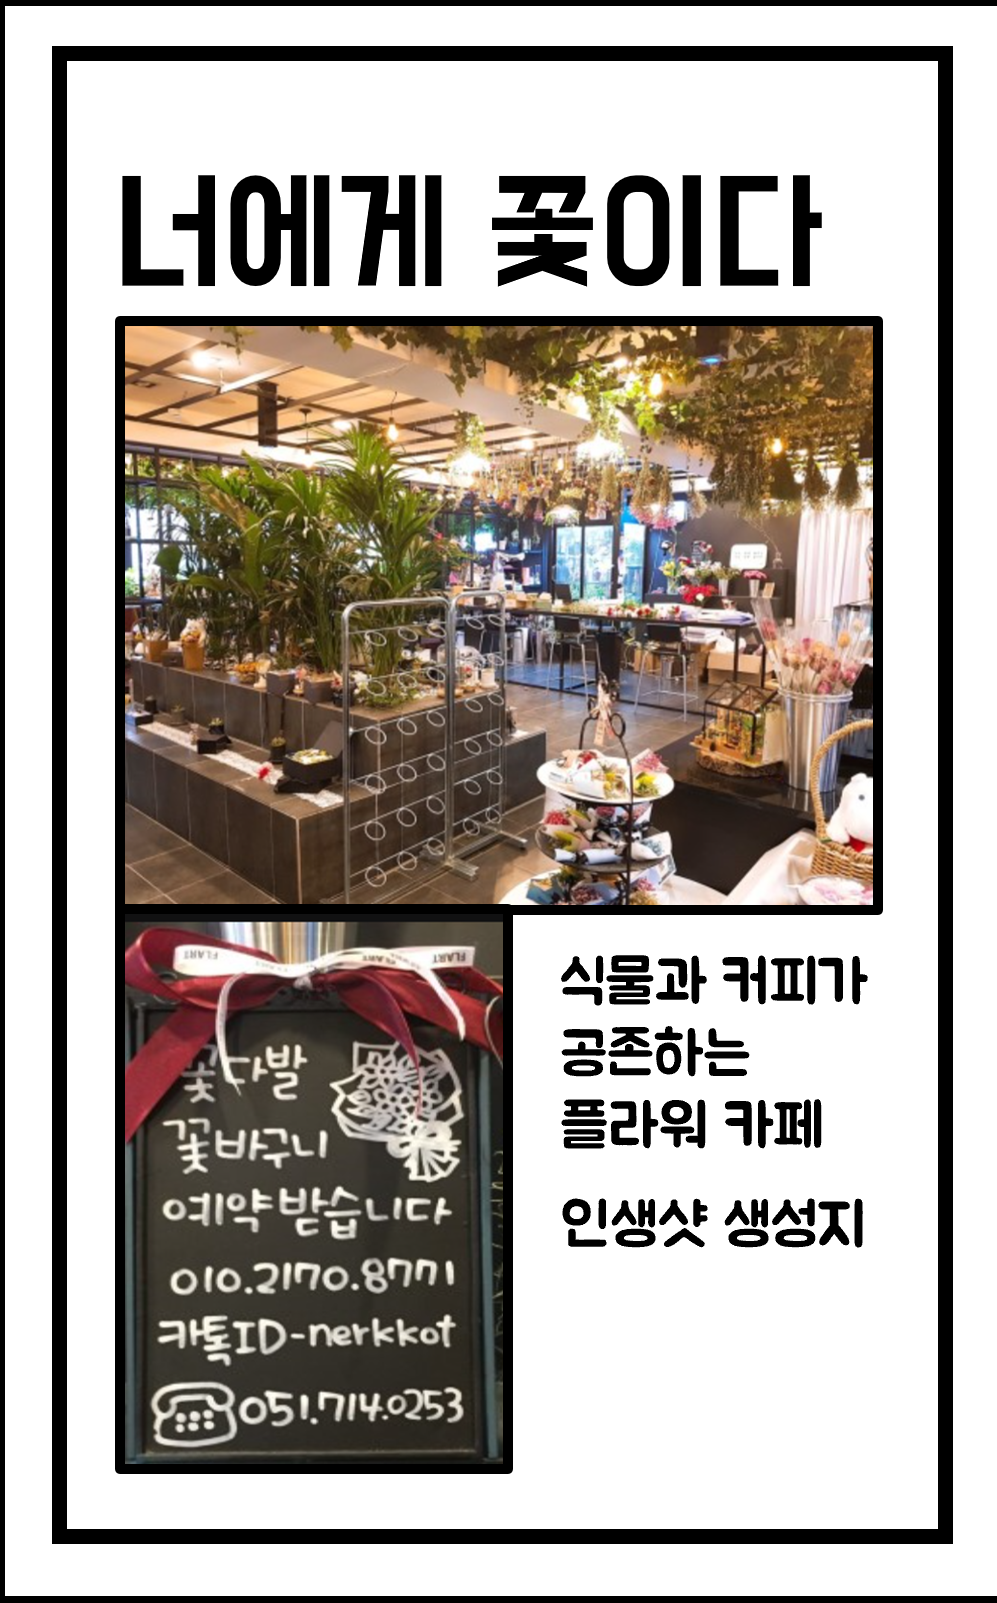 너에게 꽃이다
FLART
FLART
꽃다발
꽃바구니
예약받습니다
010.2170.8771
카톡ID-nerkkot
051.714.0253
식물과 커피가
공존하는
플라워 카페
인생샷 생성지